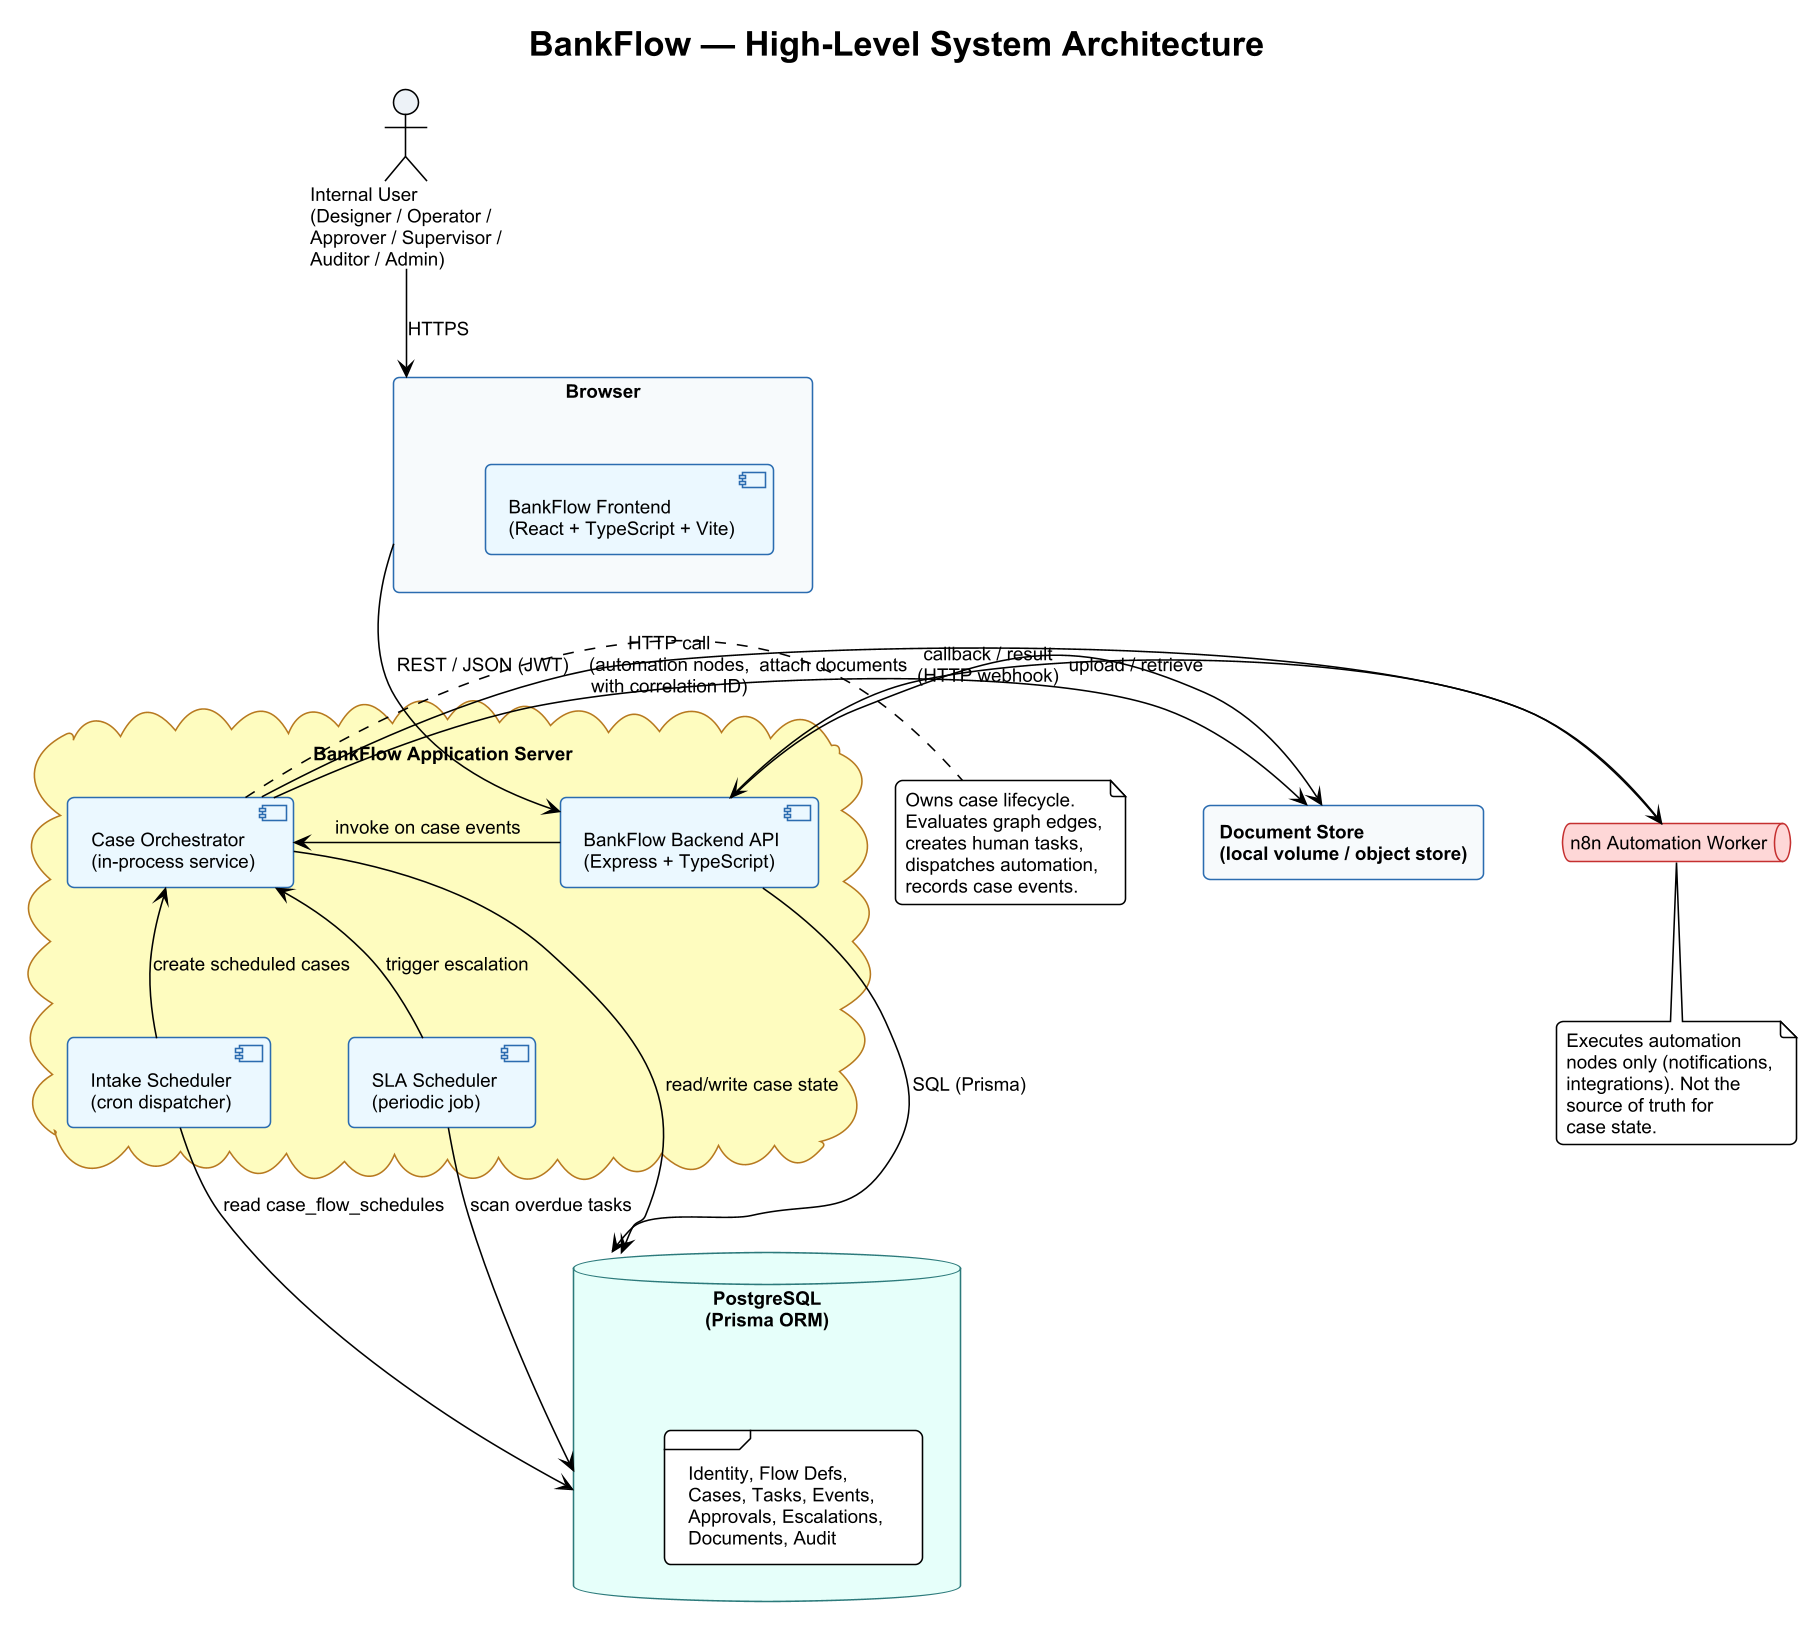 BankFlow — High-Level System Architecture
Internal User
(Designer / Operator /
Approver / Supervisor /
Auditor / Admin)
HTTPS
Browser
BankFlow Frontend
(React + TypeScript + Vite)
REST / JSON (JWT)
HTTP call
(automation nodes,
with correlation ID)
attach documents
callback / result
(HTTP webhook)
upload / retrieve
BankFlow Application Server
Case Orchestrator
(in-process service)
invoke on case events
BankFlow Backend API
(Express + TypeScript)
Owns case lifecycle.
Evaluates graph edges,
creates human tasks,
dispatches automation,
records case events.
Document Store
(local volume / object store)
n8n Automation Worker
create scheduled cases
trigger escalation
Intake Scheduler
(cron dispatcher)
SLA Scheduler
(periodic job)
read/write case state
SQL (Prisma)
Executes automation
nodes only (notifications,
integrations). Not the
source of truth for
case state.
read case_flow_schedules
scan overdue tasks
PostgreSQL
(Prisma ORM)
Identity, Flow Defs,
Cases, Tasks, Events,
Approvals, Escalations,
Documents, Audit